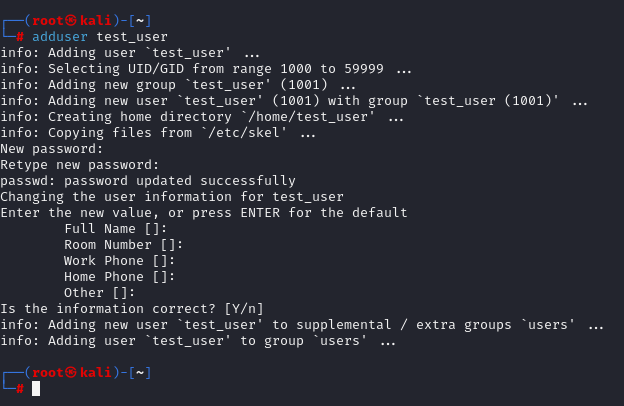 ┌──(root㉿kali)-[~]
└─# adduser test_user
info: Adding user `test_user' ...
info: Selecting UID/GID from range 1000 to 59999 ...
info: Adding new group `test_user' (1001) ...
info: Adding new user `test_user' (1001) with group `test_user (1001)' ...
info: Creating home directory `/home/test_user' ...
info: Copying files from `/etc/skel' ...
New password:
Retype new password:
passwd: password updated successfully
Changing the user information for test_user
Enter the new value, or press ENTER for the default
        Full Name []:
        Room Number []:
        Work Phone []:
        Home Phone []:
        Other []:
Is the information correct? [Y/n]
info: Adding new user `test_user' to supplemental / extra groups `users' ...
info: Adding user `test_user' to group `users' ...
┌──(root㉿kali)-[~]
└─#